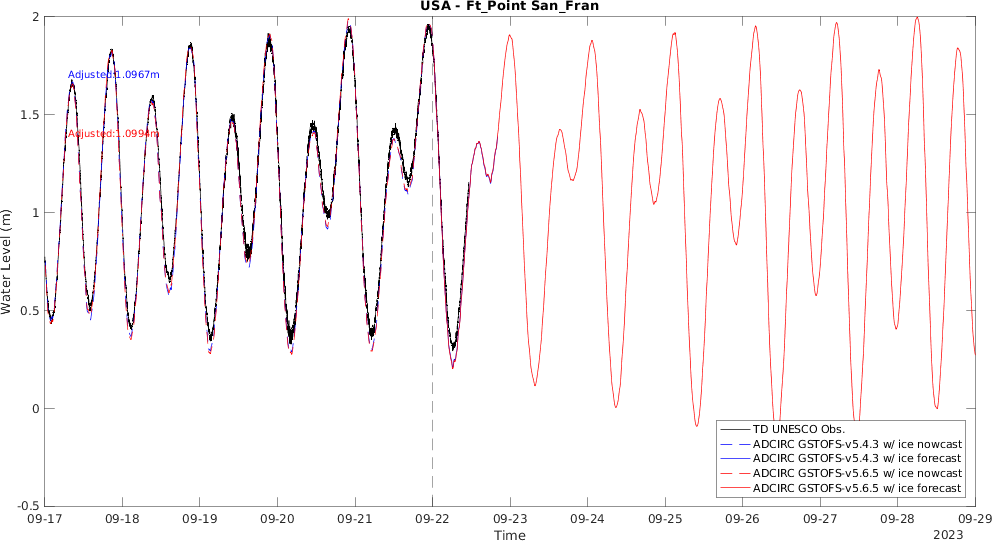 USA - Ft_Point San_Fran
2
1.5
1
0.5
0
-0.5
Water Level (m)
Adjusted:1.0967m
Adjusted:1.0994m
TD UNESCO Obs.
ADCIRC GSTOFS-v5.4.3 w/ ice nowcast
ADCIRC GSTOFS-v5.4.3 w/ ice forecast
ADCIRC GSTOFS-v5.6.5 w/ ice nowcast
ADCIRC GSTOFS-v5.6.5 w/ ice forecast
09-17 09-18 09-19 09-20 09-21 09-22 09-23 09-24 09-25 09-26 09-27 09-28 09-29
Time
2023